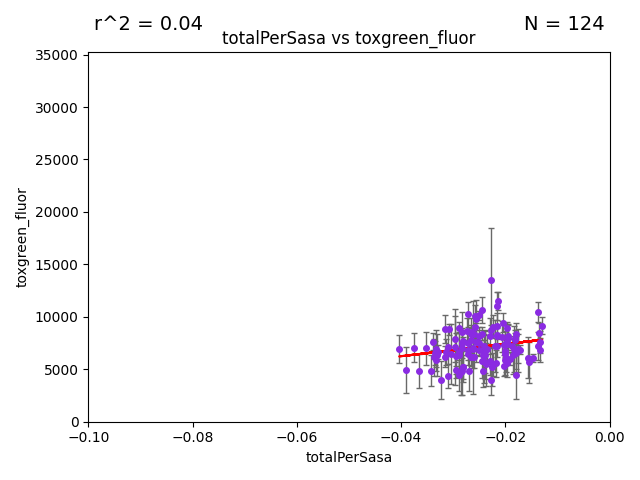 r^2 = 0.04
N = 124
totalPerSasa vs toxgreen_fluor
35000
30000
25000
20000
15000
10000
5000
0
toxgreen_fluor
−0.10
−0.08
−0.06
−0.04
−0.02
0.00
totalPerSasa